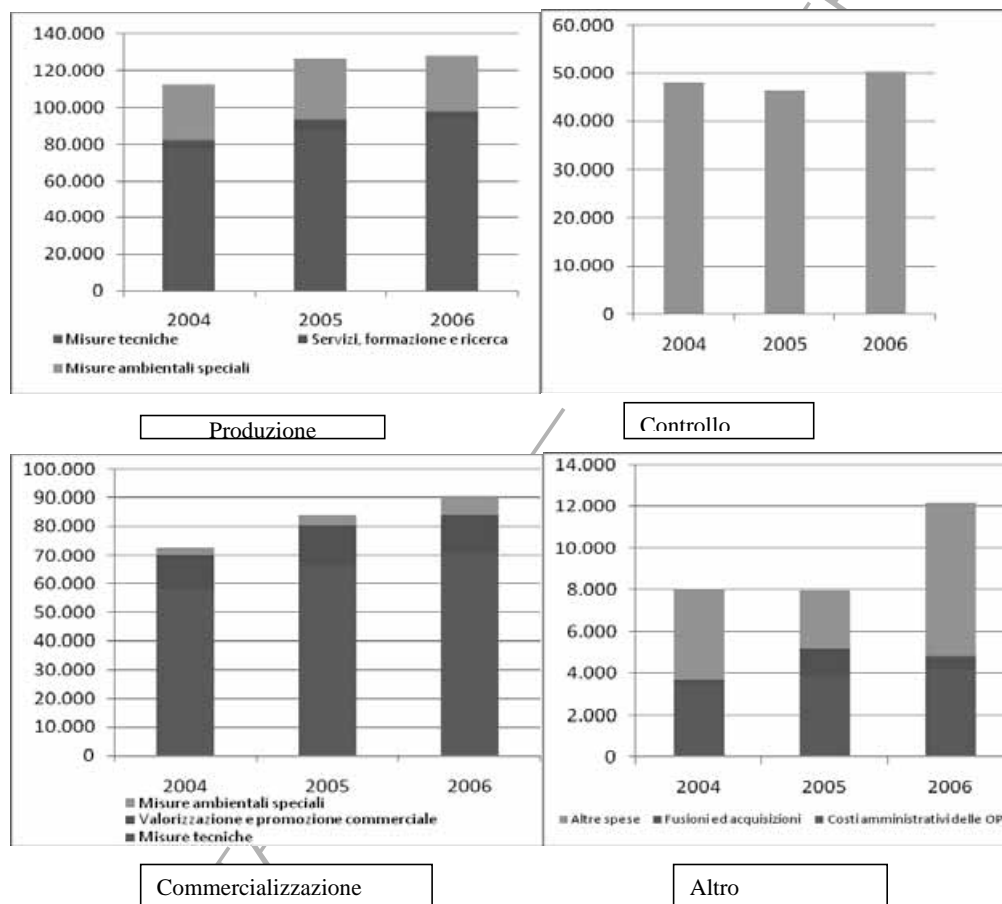 140.000
120.000
100.000
80.000
60.000
40.000
20.000
0
2004 2005 2006
Misure tecniche Servizi, formazione e ricerca
Misure ambientali speciali
Produzione
60.000
50.000
40.000
30.000
20.000
10.000
0
2004 2005 2006
Controllo
100.000
90.000
80.000
70.000
60.000
50.000
40.000
30.000
20.000
10.000
0
2004 2005 2006
Misure ambientali speciali
Valorizzazione e promozione commerciale
Misure tecniche
Commercializzazione
14.000
12.000
10.000
8.000
6.000
4.000
2.000
0
2004 2005 2006
Altre spese Fusioni ed acquisizioni Costi amministrativi delle OP
Altro